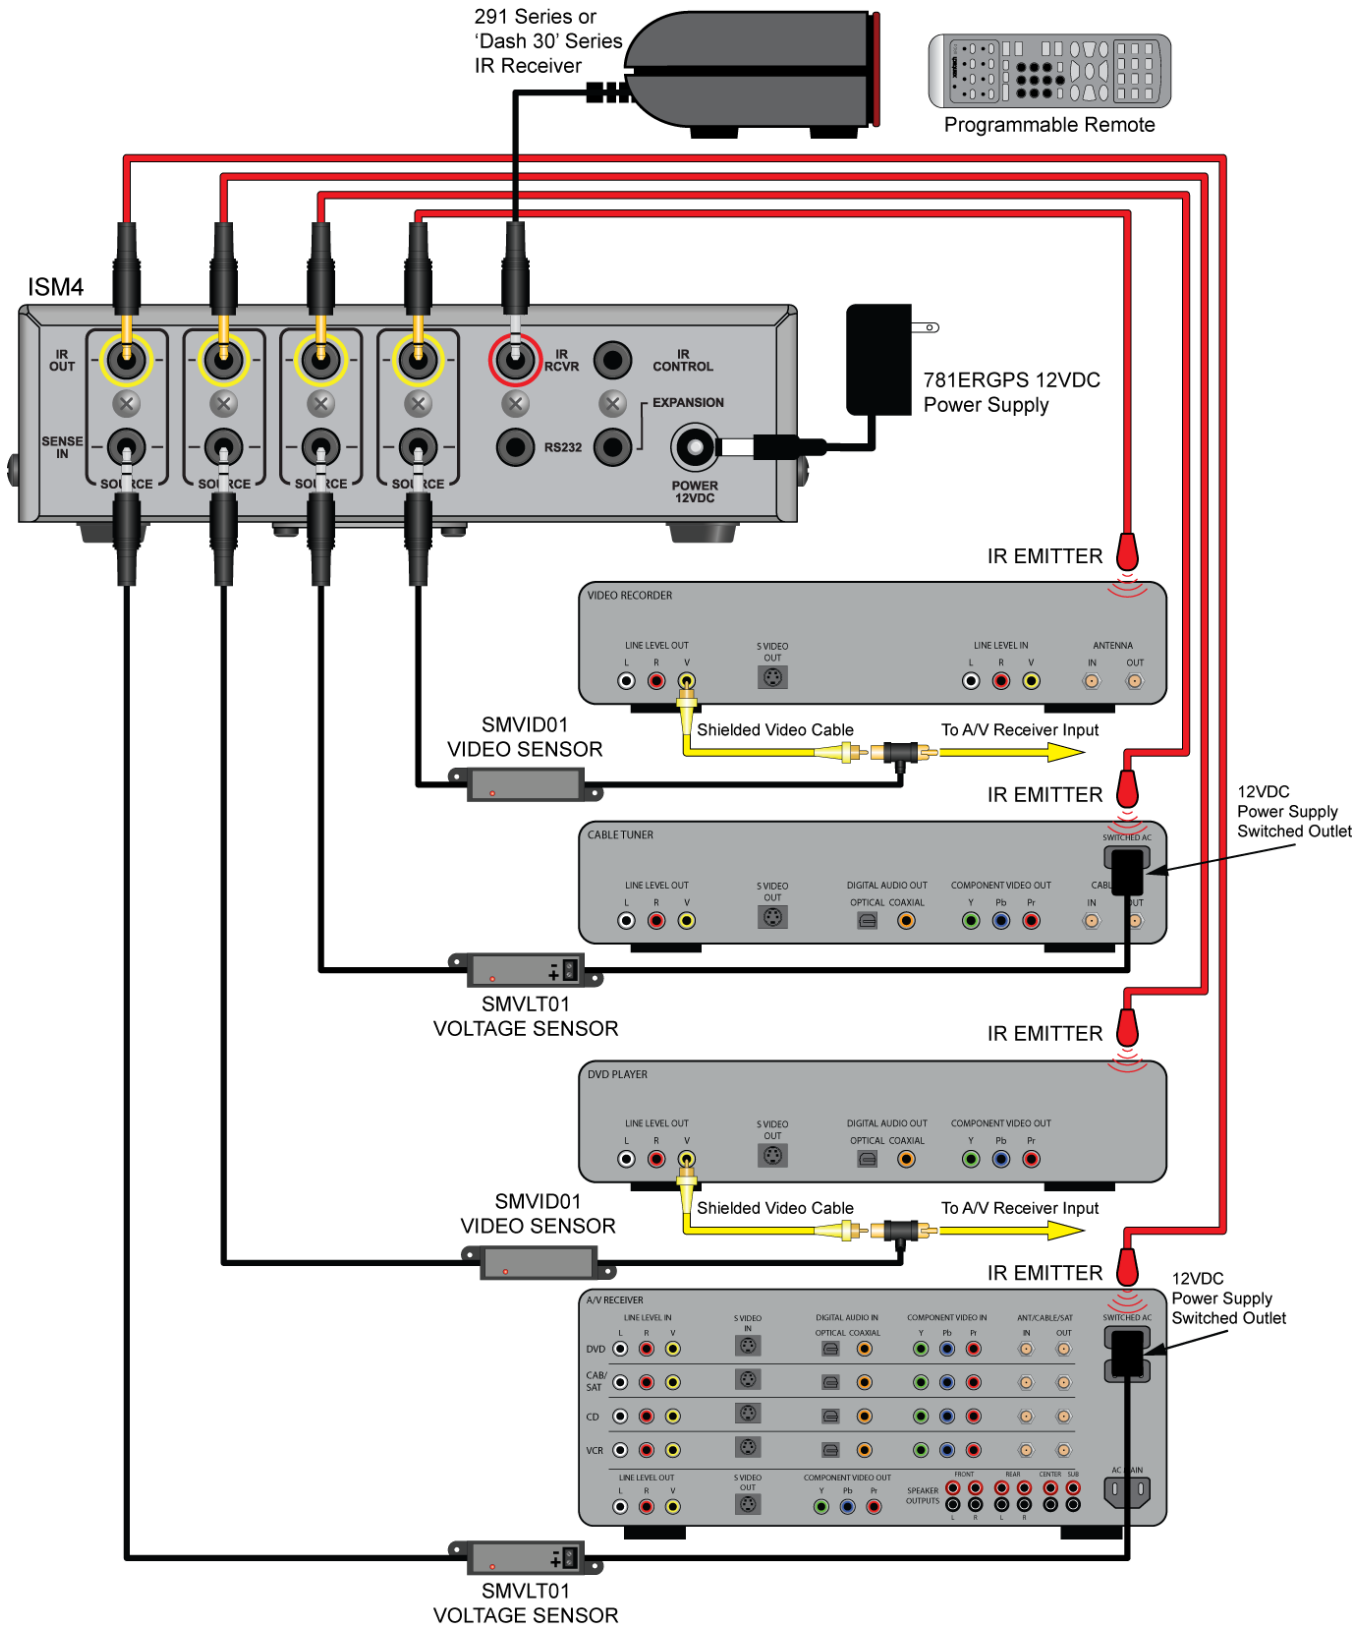 291 Series or
‘Dash 30’ Series
IR Receiver
Programmable Remote
ISM4
IR
OUT
IR
RCVR
IR
CONTROL
EXPANSION
SENSE
IN
RS232
SOURCE
SOURCE
SOURCE
SOURCE
POWER
12VDC
781ERGPS 12VDC
Power Supply
IR EMITTER
VIDEO RECORDER
LINE LEVEL OUT
L R V
S VIDEO
OUT
LINE LEVEL IN
L R V
ANTENNA
IN OUT
SMVID01
VIDEO SENSOR
Shielded Video Cable
To A/V Receiver Input
IR EMITTER
12VDC
Power Supply
Switched Outlet
CABLE TUNER
SWITCHED AC
LINE LEVEL OUT
L R V
S VIDEO
OUT
DIGITAL AUDIO OUT
OPTICAL COAXIAL
COMPONENT VIDEO OUT
Y Pb Pr
IN OUT
- +
SMVLT01
VOLTAGE SENSOR
IR EMITTER
DVD PLAYER
LINE LEVEL OUT
L R V
S VIDEO
OUT
DIGITAL AUDIO OUT
OPTICAL COAXIAL
COMPONENT VIDEO OUT
Y Pb Pr
SMVID01
VIDEO SENSOR
Shielded Video Cable
To A/V Receiver Input
IR EMITTER
12VDC
Power Supply
Switched Outlet
A/V RECEIVER
LINE LEVEL IN
L R V
S VIDEO
IN
DIGITAL AUDIO IN
OPTICAL COAXIAL
COMPONENT VIDEO IN
Y Pb Pr
ANT/CABLE/SAT
IN OUT
SWITCHED AC
DVD
CAB/
SAT
CD
VCR
LINE LEVEL OUT
L R V
S VIDEO
OUT
COMPONENT VIDEO OUT
Y Pb Pr
SPEAKER
OUTPUTS
FRONT REAR CENTER SUB
L R L R
AC MAIN
- +
SMVLT01
VOLTAGE SENSOR